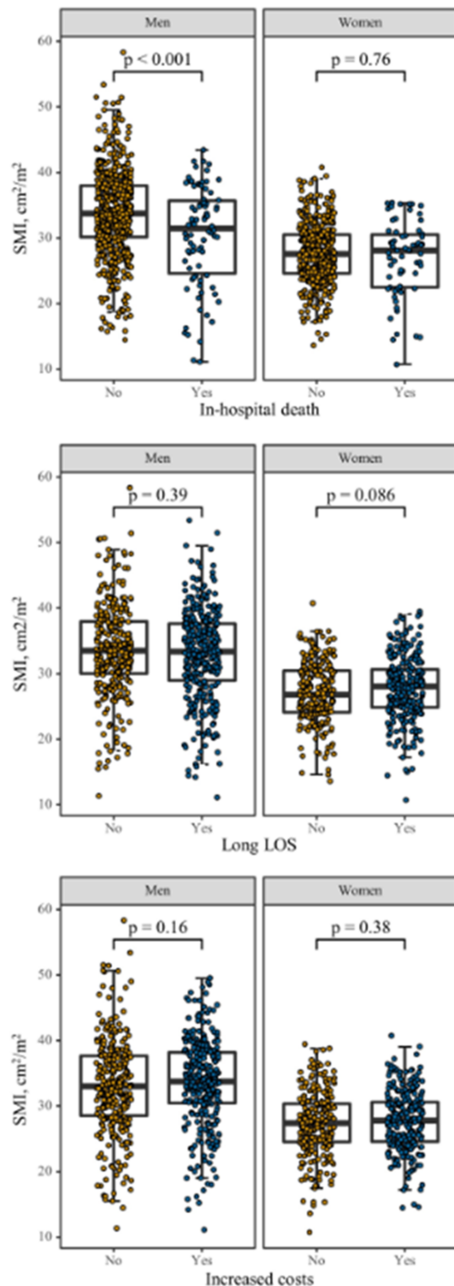 Men Women
60
p < 0.001 p = 0.76
50
40
SMI, cm²/m²
30
20
10
No Yes No Yes
In-hospital death
Men Women
60
p = 0.39 p = 0.086
50
40
SMI, cm2/m²
30
20
10
No Yes No Yes
Long LOS
Men Women
60
p = 0.16 p = 0.38
50
40
SMI, cm²/m²
30
20
10
No Yes No Yes
Increased costs